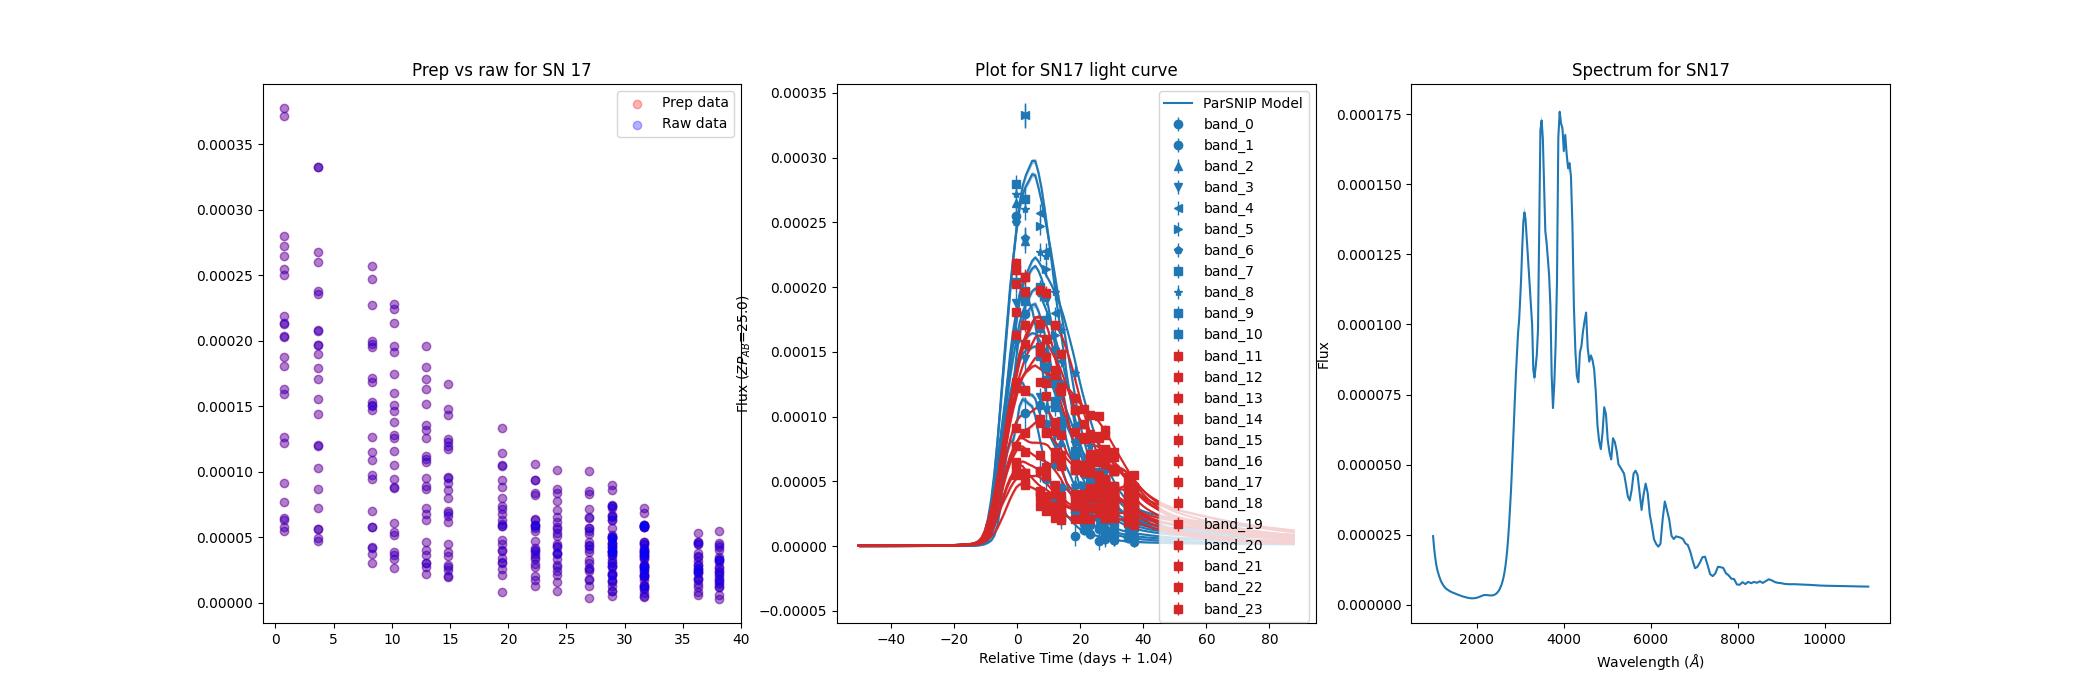 Prep vs raw for SN 17
Prep data
Raw data
0.00035
0.00030
0.00025
0.00020
0.00015
0.00010
0.00005
0.00000
0 5 10 15 20 25 30 35 40
Plot for SN17 light curve
Flux (ZP_AB=25.0)
0.00035
0.00030
0.00025
0.00020
0.00015
0.00010
0.00005
0.00000
−0.00005
ParSNIP Model
band_0
band_1
band_2
band_3
band_4
band_5
band_6
band_7
band_8
band_9
band_10
band_11
band_12
band_13
band_14
band_15
band_16
band_17
band_18
band_19
band_20
band_21
band_22
band_23
−40 −20 0 20 40 60 80
Relative Time (days + 1.04)
Spectrum for SN17
Flux
0.000175
0.000150
0.000125
0.000100
0.000075
0.000050
0.000025
0.000000
2000 4000 6000 8000 10000
Wavelength (Å)